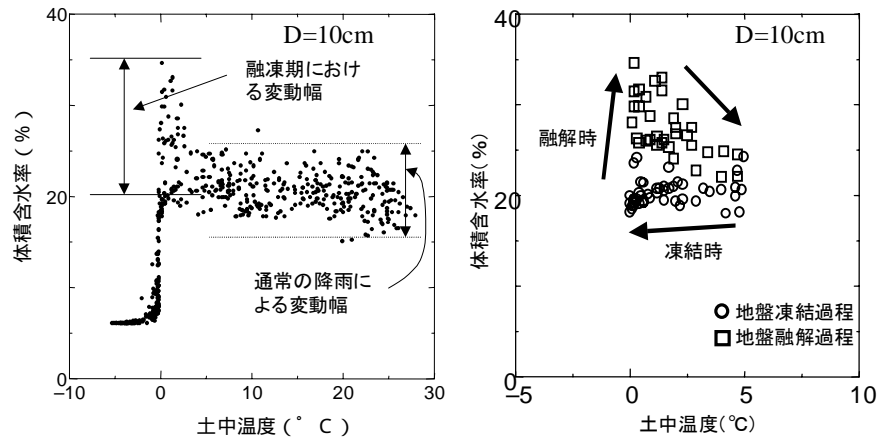 D=10cm
融凍期におけ
る変動幅
通常の降雨に
よる変動幅
体積含水率(%)
40
20
0
-10
0
10
20
30
土中温度(°C)
D=10cm
融解時
凍結時
地盤凍結過程
地盤融解過程
体積含水率(%)
40
20
0
-5
0
5
10
土中温度(℃)